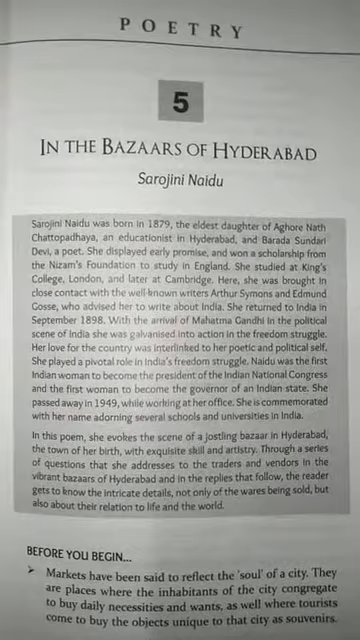 POETRY
5
IN THE BAZAARS OF HYDERABAD
Sarojini Naidu
Sarojini Naidu was born in 1879, the eldest daughter of Aghore Nath
Chattopadhaya, an educationist in Hyderabad, and Barada Sundari
Devi, a poet. She displayed early promise, and won a scholarship from
the Nizam's Foundation to study in England. She studied at King's
College, London, and later at Cambridge. Here, she was brought in
close contact with the well-known writers Arthur Symons and Edmund
Gosse, who advised her to write about India. She returned to India in
September 1898. With the arrival of Mahatma Gandhi in the political
scene of India she was galvanised into action in the freedom struggle.
Her love for the country was interlinked to her poetic and political self.
She played a pivotal role in India's freedom struggle. Naidu was the first
Indian woman to become the president of the Indian National Congress
and the first woman to become the governor of an Indian state. She
passed away in 1949, while working at her office. She is commemorated
with her name adorning several schools and universities in India.
In this poem, she evokes the scene of a jostling bazaar in Hyderabad,
the town of her birth, with exquisite skill and artistry. Through a series
of questions that she addresses to the traders and vendors in the
vibrant bazaars of Hyderabad and in the replies that follow, the reader
gets to know the intricate details, not only of the wares being sold, but
also about their relation to life and the world.
BEFORE YOU BEGIN...
➤ Markets have been said to reflect the 'soul' of a city. They
are places where the inhabitants of the city congregate
to buy daily necessities and wants, as well where tourists
come to buy the objects unique to that city as souvenirs.